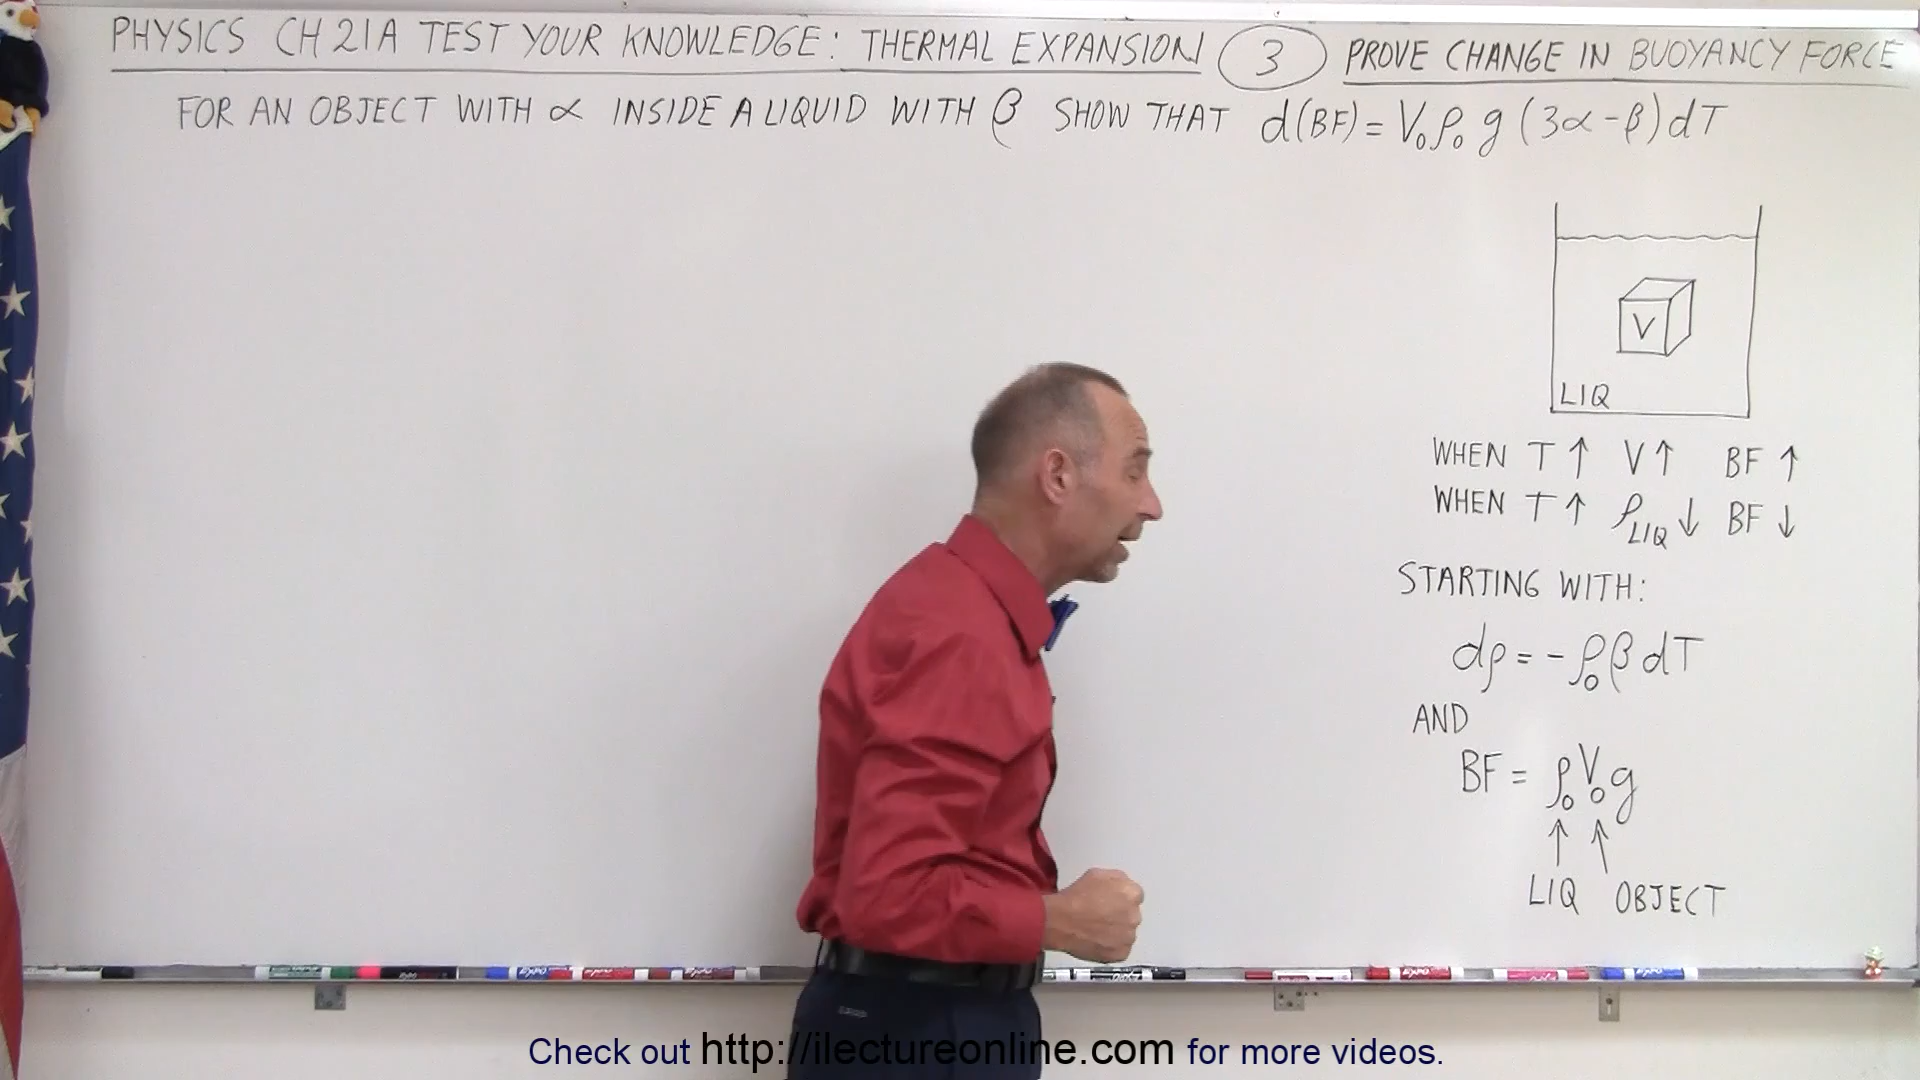 PHYSICS CH 21A TEST YOUR KNOWLEDGE: THERMAL EXPANSION 3 PROVE CHANGE IN BUOYANCY FORCE
FOR AN OBJECT WITH α INSIDE A LIQUID WITH β SHOW THAT d(BF) = V₀ρ₀ g (3α-β) dT
V
LIQ
WHEN T↑ V↑ BF↑
WHEN T↑ ρLIQ↓ BF↓
STARTING WITH:
dρ = -ρ₀βdT
AND
BF = ρ₀V₀g
↑ ↑
LIQ OBJECT
Check out http://ilectureonline.com for more videos.